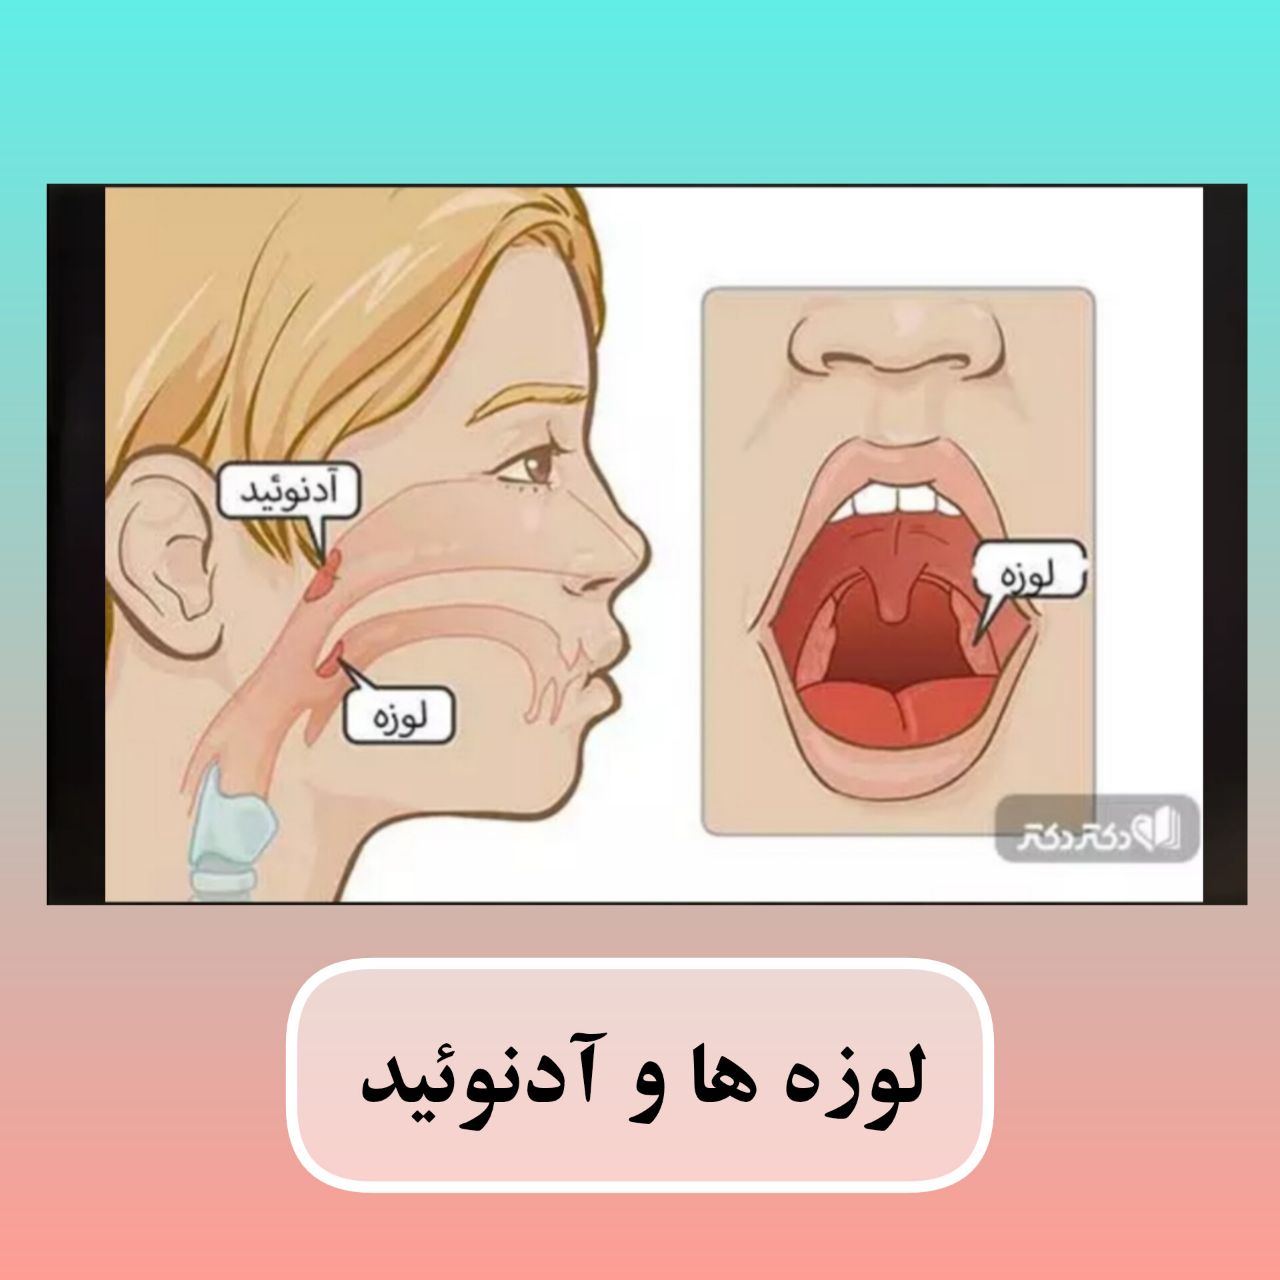 آدنوئید
لوزه
لوزه
دکتر دکتر
لوزه ها و آدنوئید